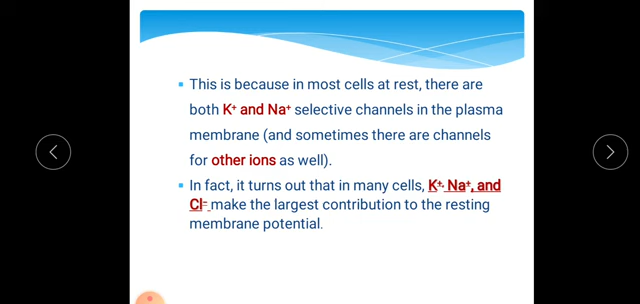 This is because in most cells at rest, there are
both K⁺ and Na⁺ selective channels in the plasma
membrane (and sometimes there are channels
for other ions as well).
In fact, it turns out that in many cells, K⁺, Na⁺, and
Cl⁻ make the largest contribution to the resting
membrane potential.